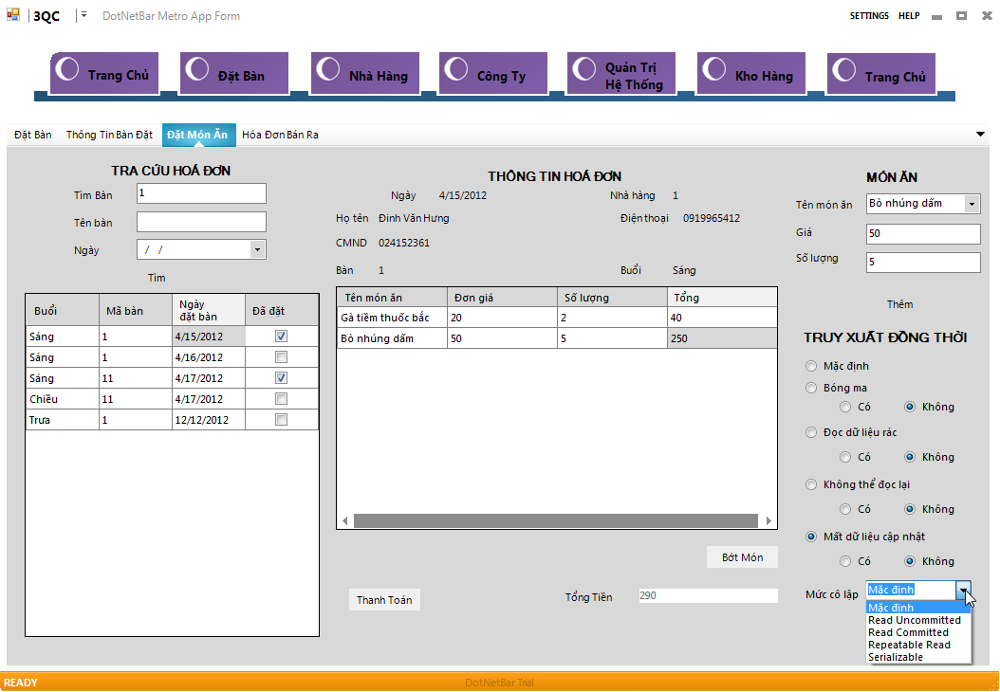 3QC
DotNetBar Metro App Form
SETTINGS HELP
Trang Chủ
Đặt Bàn
Nhà Hàng
Công Ty
Quản Trị
Hệ Thống
Kho Hàng
Trang Chủ
Đặt Bàn Thông Tin Bàn Đặt Đặt Món Ăn Hóa Đơn Bán Ra
TRA CỨU HOÁ ĐƠN
Tìm Bàn 1
Tên bàn
Ngày / /
Tìm
Buổi Mã bàn Ngày đặt bàn Đã đặt
Sáng 1 4/15/2012
Sáng 1 4/16/2012
Sáng 11 4/17/2012
Chiều 11 4/17/2012
Trưa 1 12/12/2012
THÔNG TIN HOÁ ĐƠN
Ngày 4/15/2012 Nhà hàng 1
Họ tên Đinh Văn Hưng Điện thoại 0919965412
CMND 024152361
Bàn 1 Buổi Sáng
Tên món ăn Đơn giá Số lượng Tổng
Gà tiềm thuốc bắc 20 2 40
Bò nhúng dấm 50 5 250
Bớt Món
Thanh Toán
Tổng Tiền 290
MÓN ĂN
Tên món ăn Bò nhúng dấm
Giá 50
Số lượng 5
Thêm
TRUY XUẤT ĐỒNG THỜI
Mặc định
Bóng ma
Có Không
Đọc dữ liệu rác
Có Không
Không thể đọc lại
Có Không
Mất dữ liệu cập nhật
Có Không
Mức cô lập Mặc định
Mặc định
Read Uncommitted
Read Committed
Repeatable Read
Serializable
READY
DotNetBar Trial